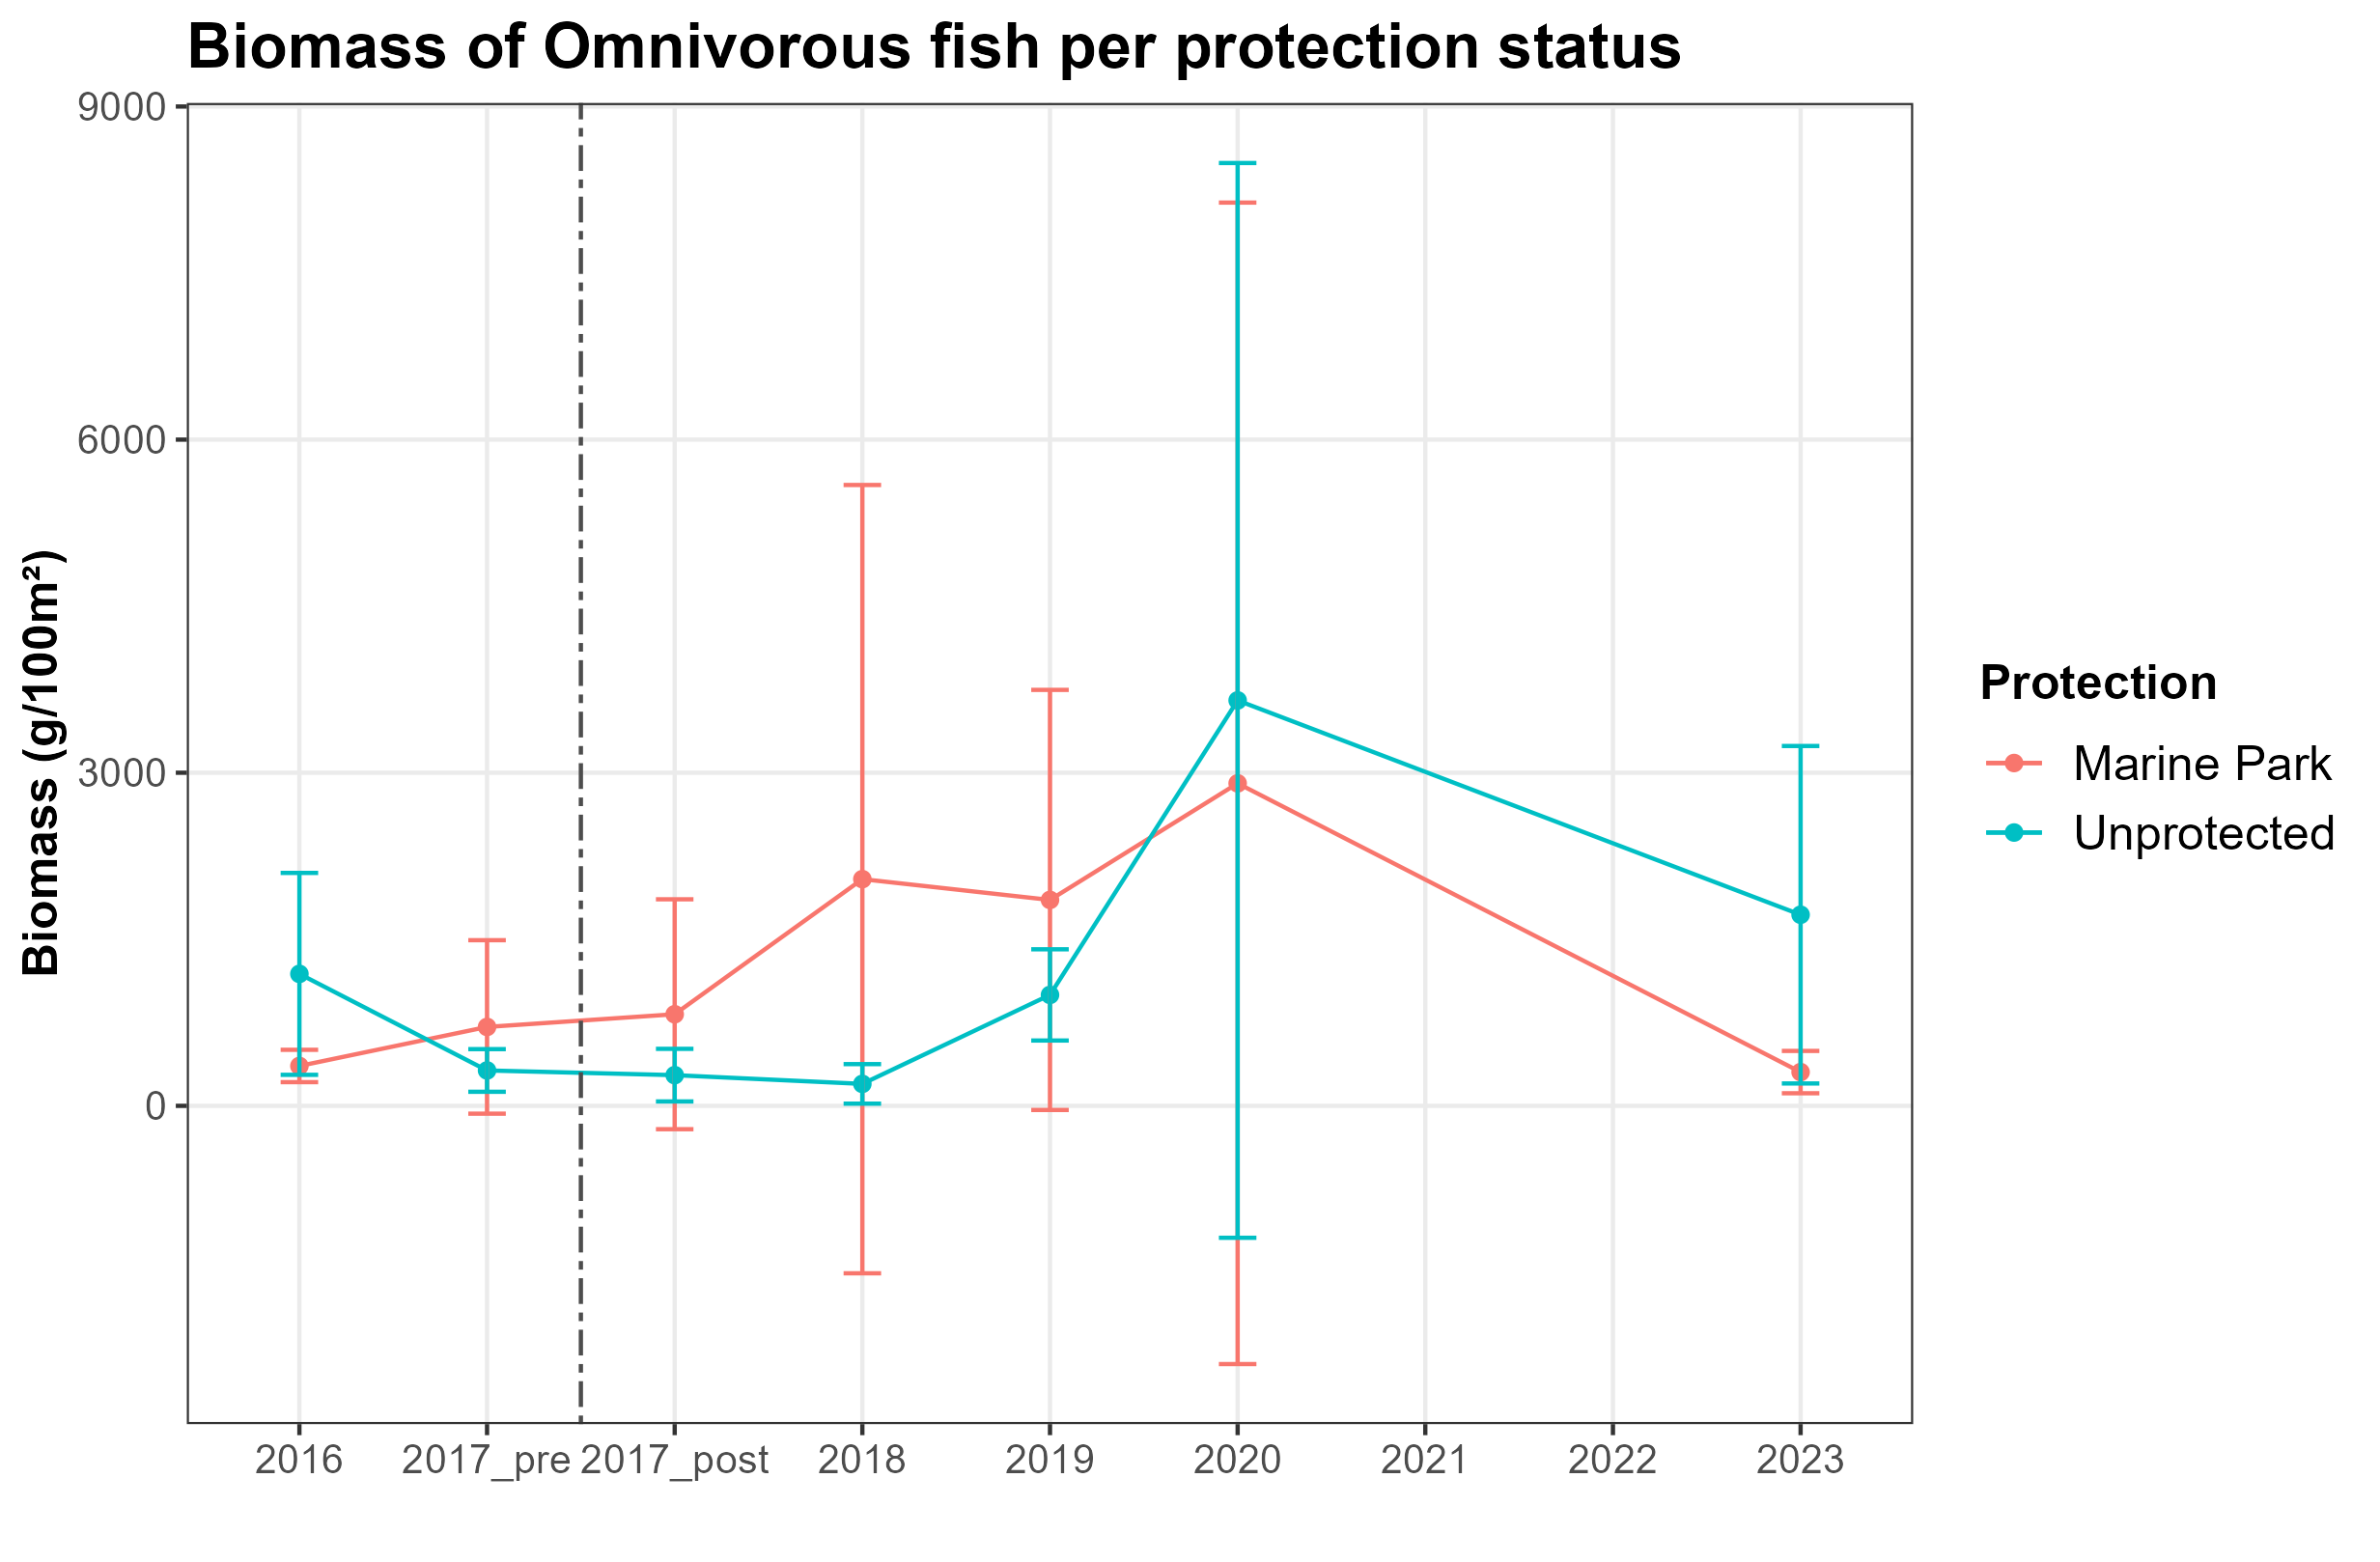 Biomass of Omnivorous fish per protection status
Biomass (g/100m²)
9000
6000
3000
0
2016 2017_pre 2017_post 2018 2019 2020 2021 2022 2023
Protection
Marine Park
Unprotected